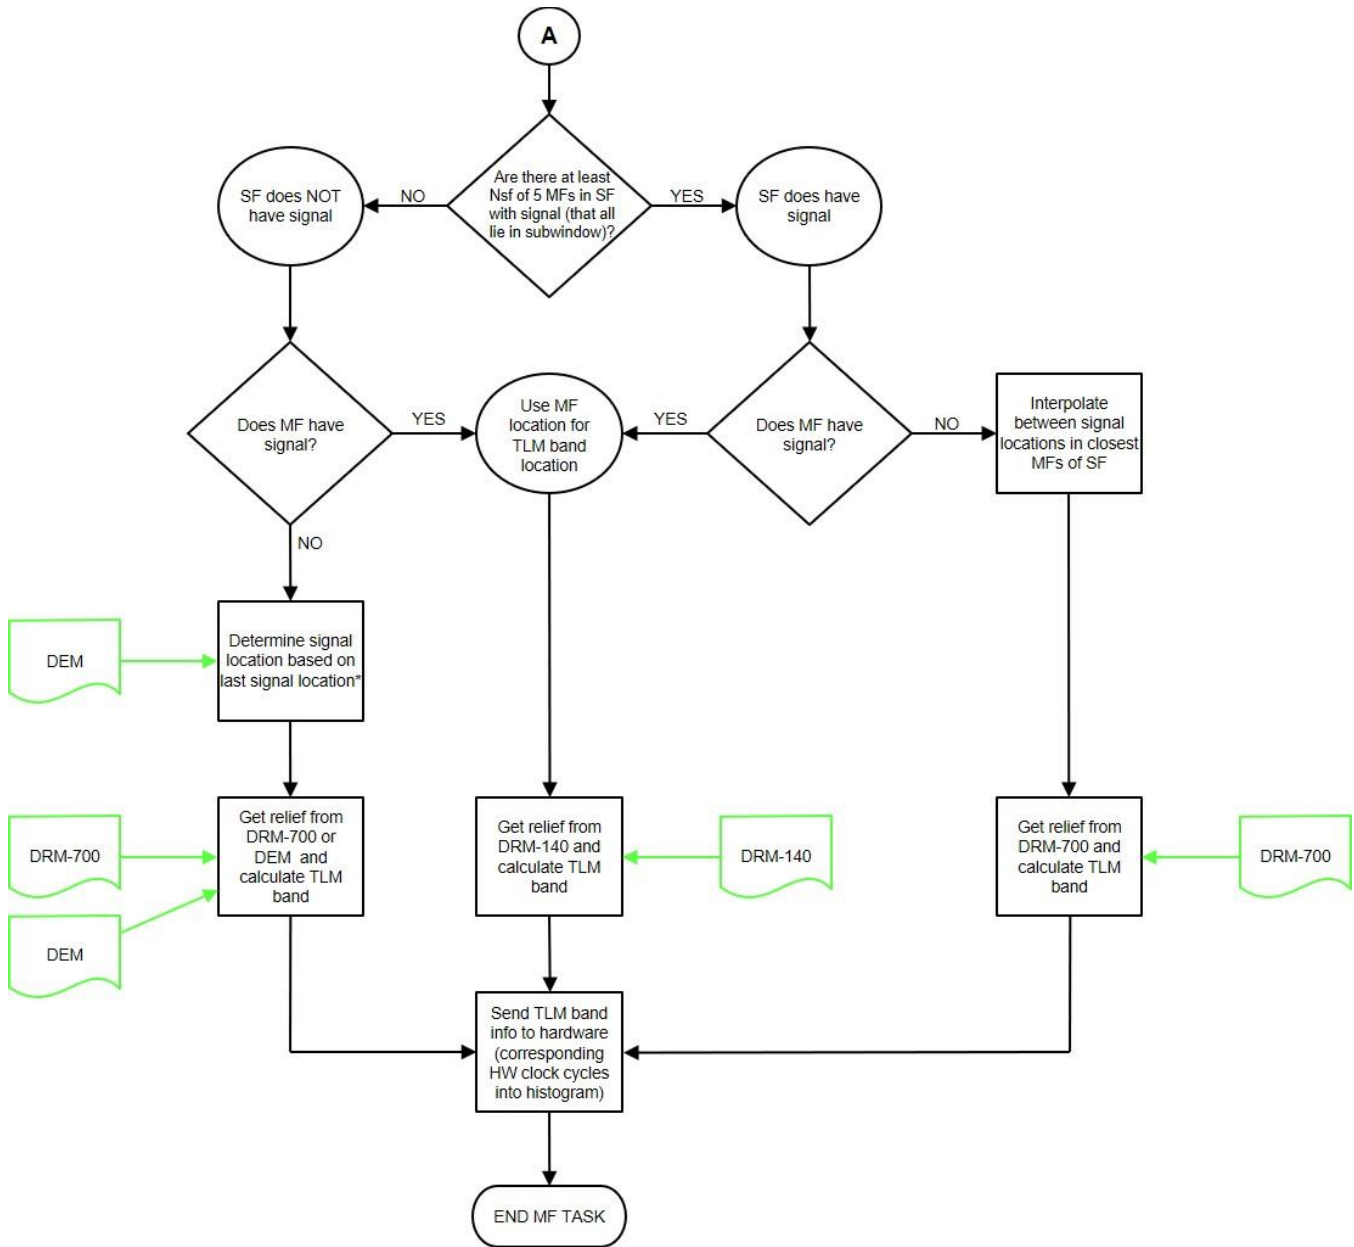 A
Are there at least
Nsf of 5 MFs in SF
with signal (that all
lie in subwindow)?
NO
YES
SF does NOT
have signal
SF does have
signal
Does MF have
signal?
YES
Use MF
location for
TLM band
location
YES
Does MF have
signal?
NO
Interpolate
between signal
locations in closest
MFs of SF
NO
DEM
Determine signal
location based on
last signal location*
DRM-700
DEM
Get relief from
DRM-700 or
DEM and
calculate TLM
band
Get relief from
DRM-140 and
calculate TLM
band
DRM-140
Get relief from
DRM-700 and
calculate TLM
band
DRM-700
Send TLM band
info to hardware
(corresponding
HW clock cycles
into histogram)
END MF TASK